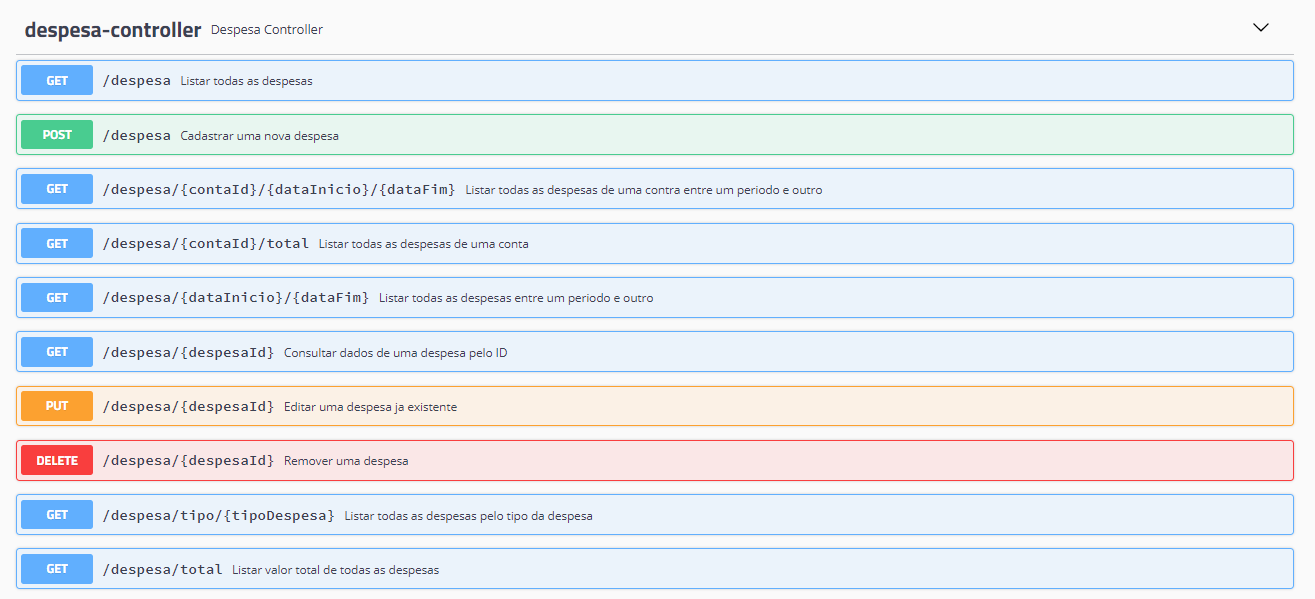 despesa-controller Despesa Controller
GET /despesa Listar todas as despesas
POST /despesa Cadastrar uma nova despesa
GET /despesa/{contaId}/{dataInicio}/{dataFim} Listar todas as despesas de uma contra entre um periodo e outro
GET /despesa/{contaId}/total Listar todas as despesas de uma conta
GET /despesa/{dataInicio}/{dataFim} Listar todas as despesas entre um periodo e outro
GET /despesa/{despesaId} Consultar dados de uma despesa pelo ID
PUT /despesa/{despesaId} Editar uma despesa ja existente
DELETE /despesa/{despesaId} Remover uma despesa
GET /despesa/tipo/{tipoDespesa} Listar todas as despesas pelo tipo da despesa
GET /despesa/total Listar valor total de todas as despesas